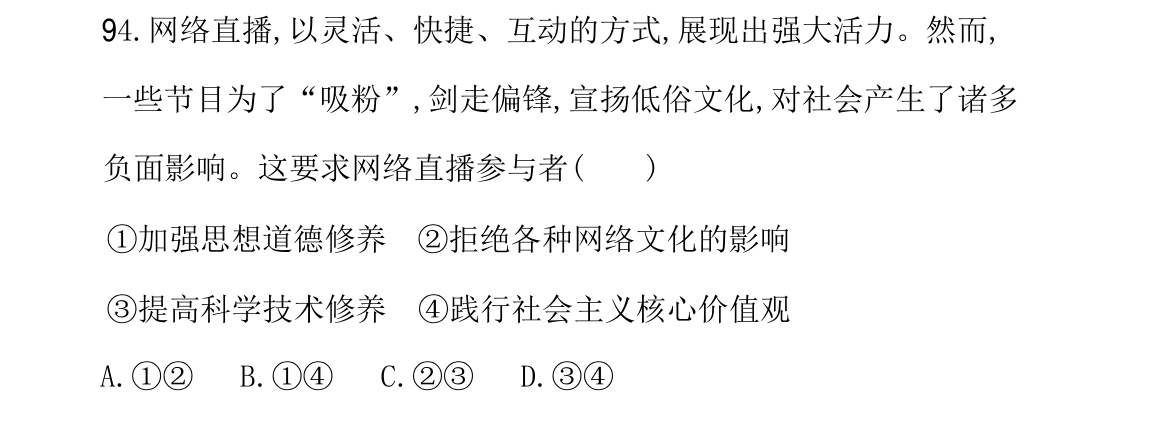 94.网络直播,以灵活、快捷、互动的方式,展现出强大活力。然而,
一些节目为了“吸粉”,剑走偏锋,宣扬低俗文化,对社会产生了诸多
负面影响。这要求网络直播参与者(  )
①加强思想道德修养 ②拒绝各种网络文化的影响
③提高科学技术修养 ④践行社会主义核心价值观
A.①② B.①④ C.②③ D.③④